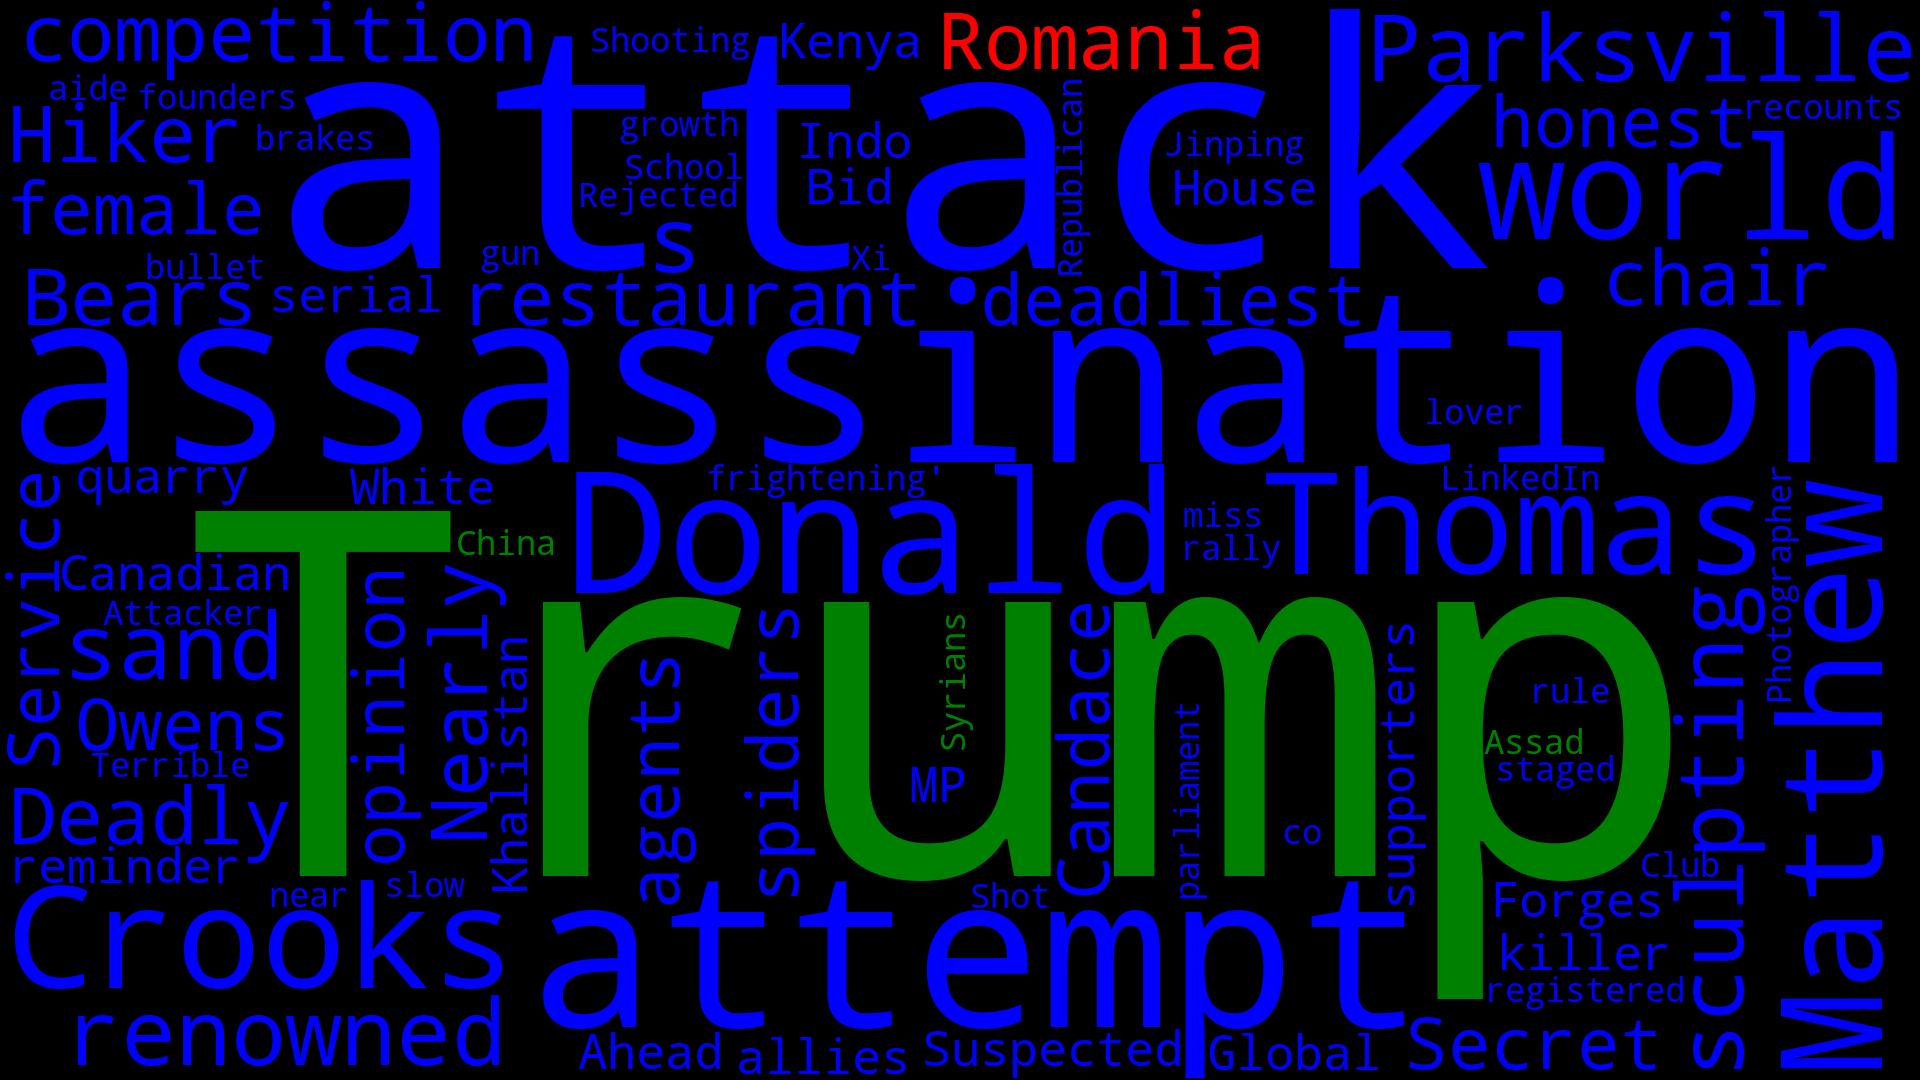 competition
Shooting
Kenya
Romania
Parksville
aide
founders
attack
Hiker
brakes
growth
Indo
Republican
Jinping
honest
recounts
School
Rejected
Bid
House
world
female
s
gun
Xi
bullet
Bears
serial
restaurant
deadliest
chair
assassination
lover
quarry
White
frightening'
LinkedIn
Service
Donald
Thomas
miss
rally
Photographer
Matthew
China
Canadian
Trump
Attacker
sand
opinion
Nearly
Khalistan
agents
spiders
Syrians
Candace
parliament
supporters
rule
sculpting
Owens
Terrible
MP
Assad
staged
Deadly
co
reminder
near
slow
Shot
Club
Crooks
attempt
Forges
killer
registered
renowned
Ahead
allies
Suspected
Global
Secret